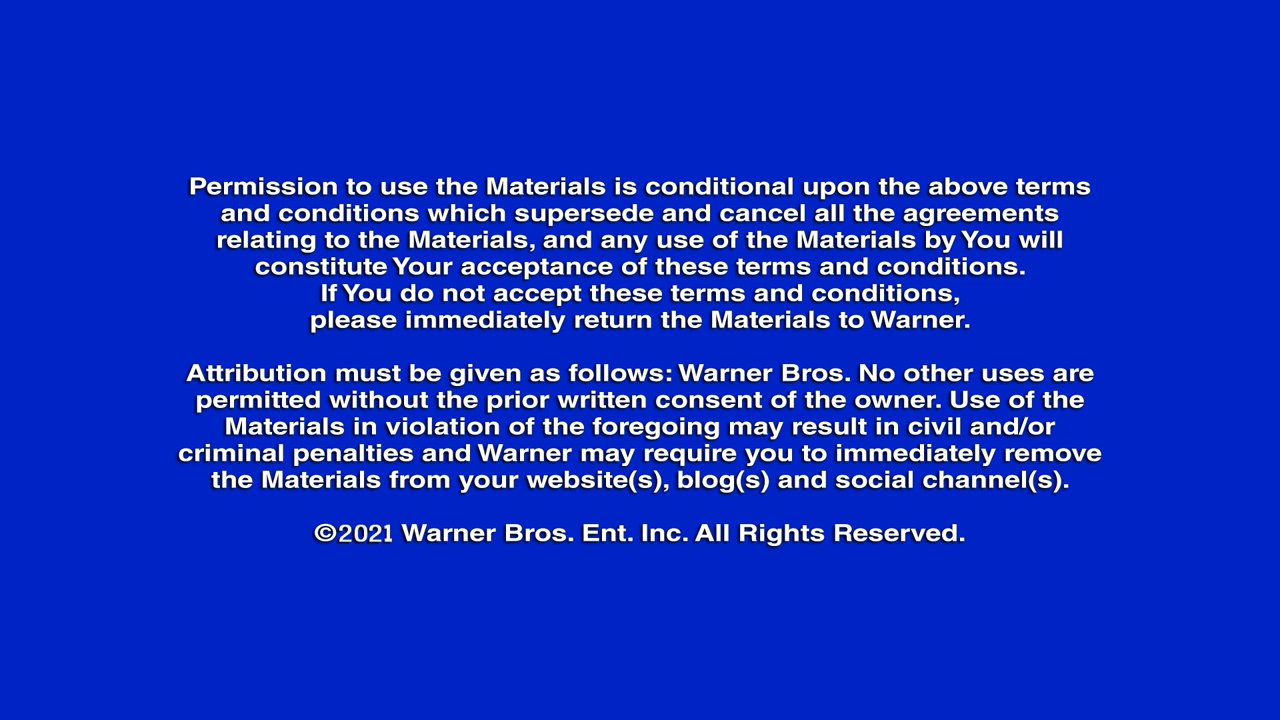 Permission to use the Materials is conditional upon the above terms
and conditions which supersede and cancel all the agreements
relating to the Materials, and any use of the Materials by You will
constitute Your acceptance of these terms and conditions.
If You do not accept these terms and conditions,
please immediately return the Materials to Warner.
Attribution must be given as follows: Warner Bros. No other uses are
permitted without the prior written consent of the owner. Use of the
Materials in violation of the foregoing may result in civil and/or
criminal penalties and Warner may require you to immediately remove
the Materials from your website(s), blog(s) and social channel(s).
©2021 Warner Bros. Ent. Inc. All Rights Reserved.